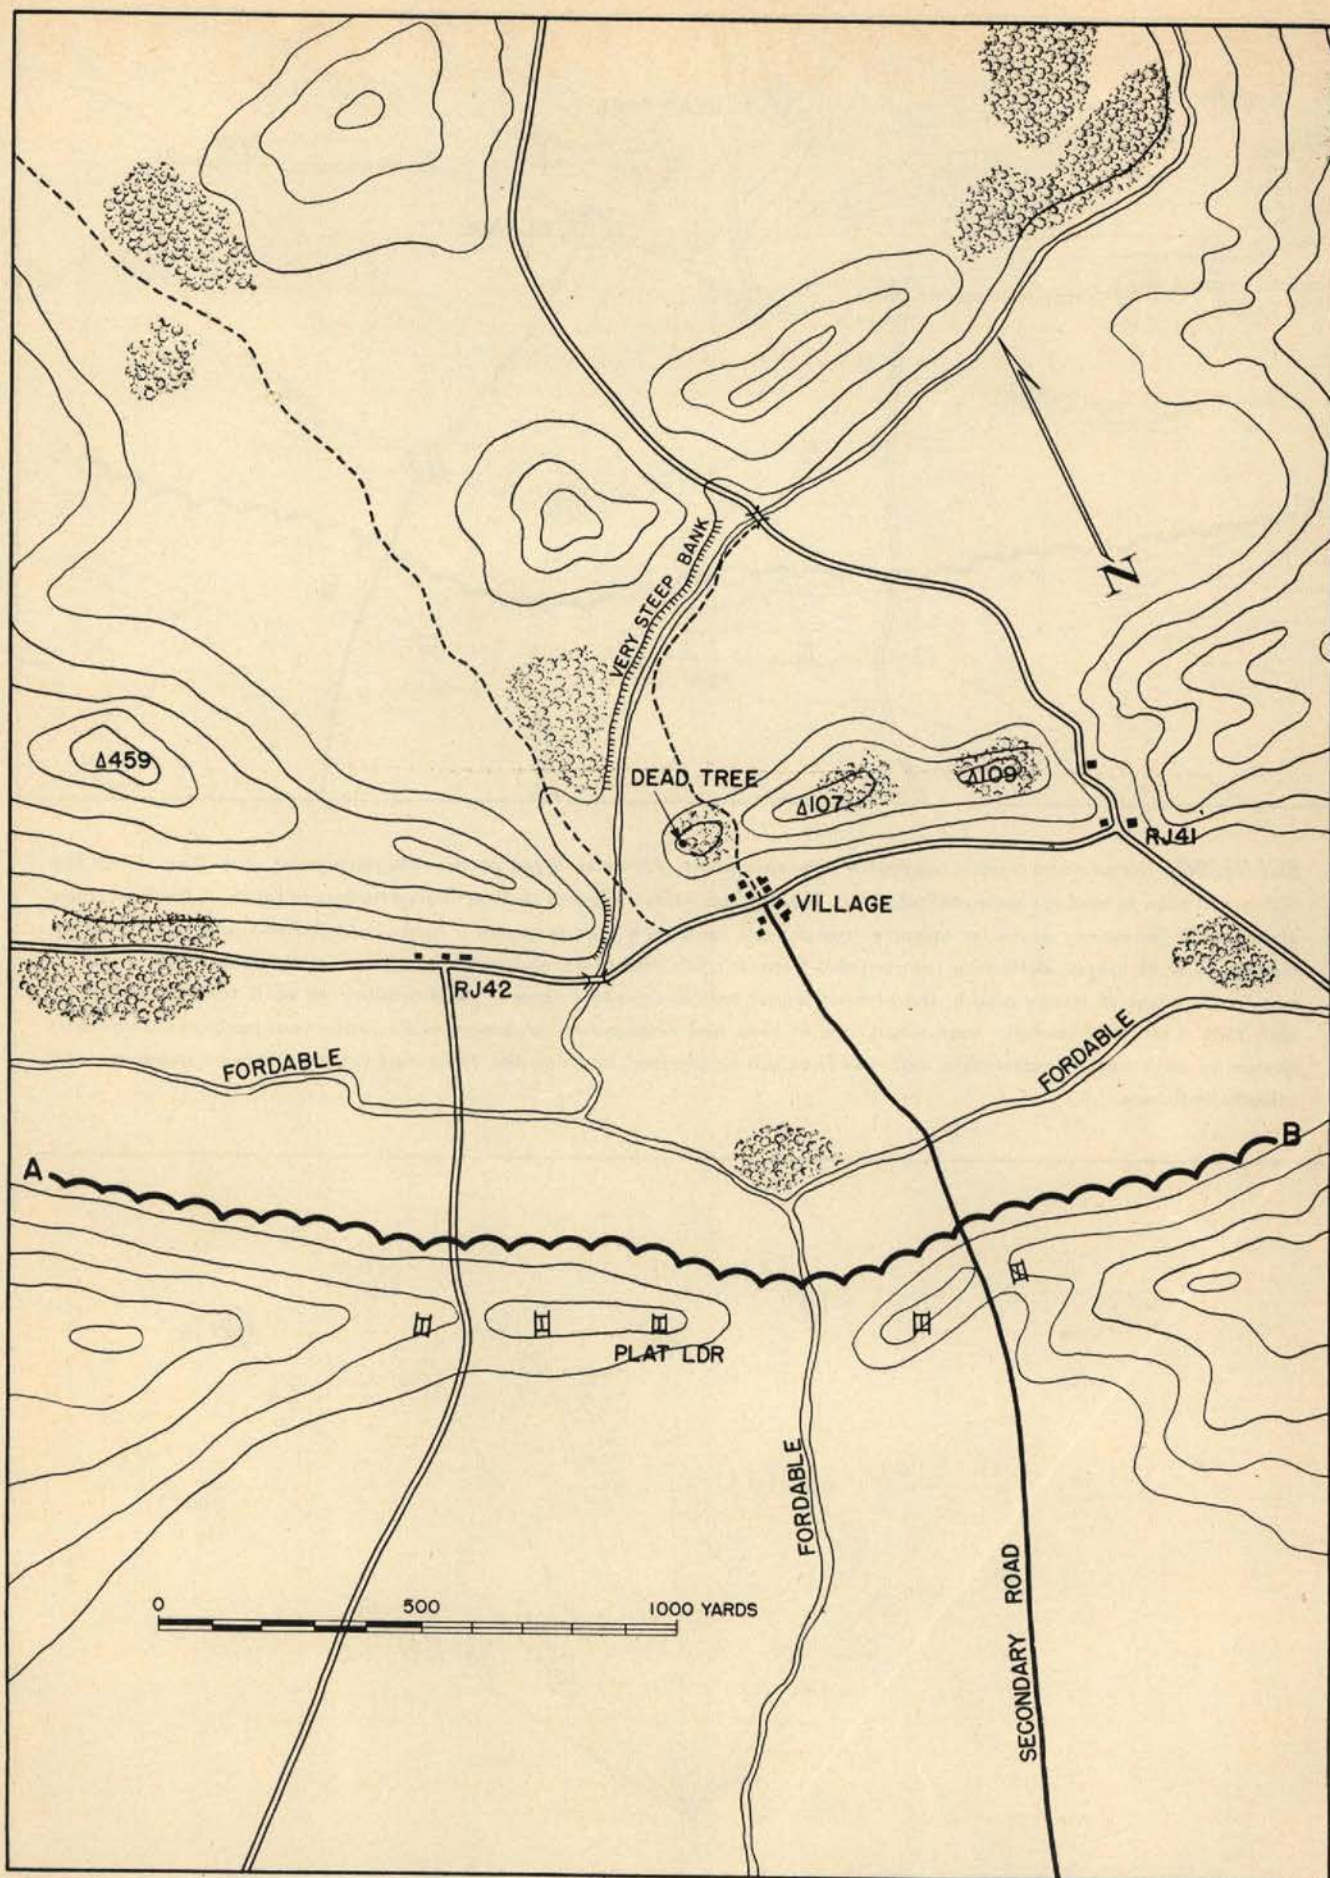 N
VERY STEEP BANK
Δ459
DEAD TREE
Δ107
Δ109
RJ41
VILLAGE
RJ42
FORDABLE
FORDABLE
A
B
PLAT LDR
FORDABLE
0 500 1000 YARDS
SECONDARY ROAD